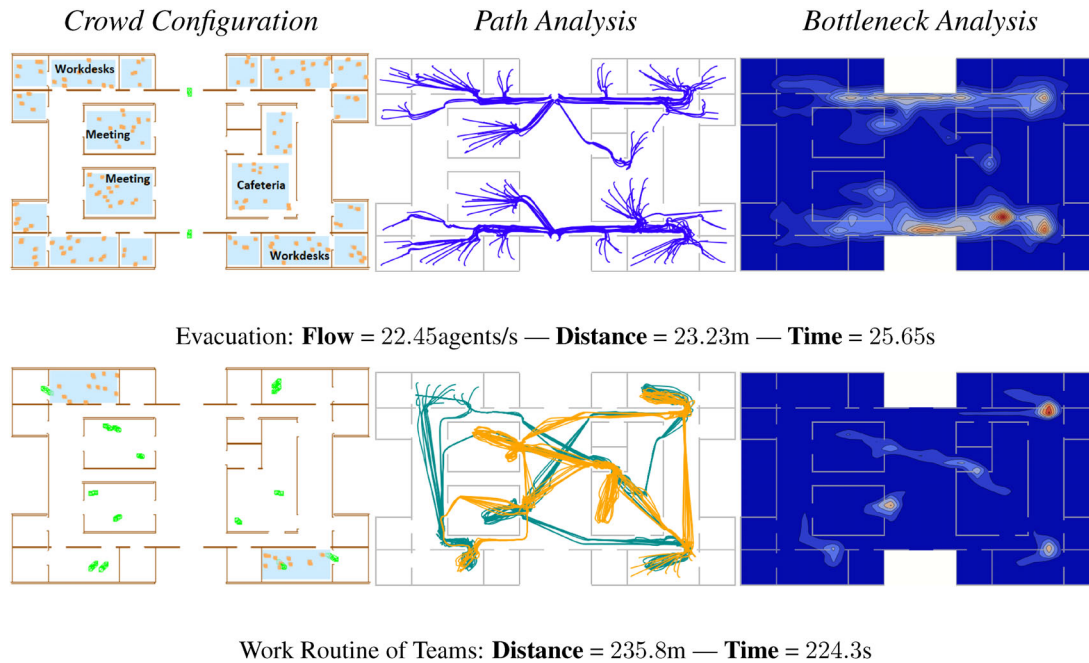 Crowd Configuration Path Analysis Bottleneck Analysis
Workdesks
Meeting
Meeting
Cafeteria
Workdesks
Evacuation: Flow = 22.45agents/s — Distance = 23.23m — Time = 25.65s
Work Routine of Teams: Distance = 235.8m — Time = 224.3s